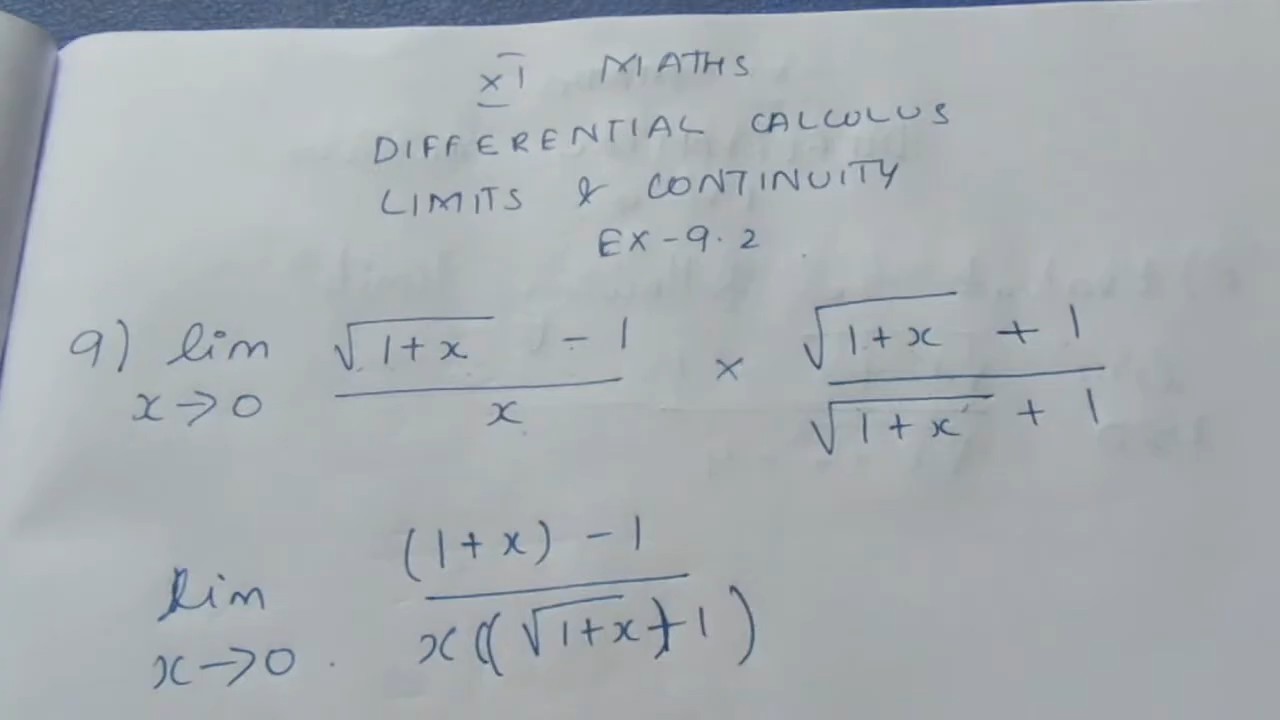 XI MATHS
DIFFERENTIAL CALCULUS
LIMITS & CONTINUITY
EX-9.2
9) lim x→0 (√(1+x) - 1)/x × (√(1+x) + 1)/(√(1+x) + 1)
lim x→0 ((1+x) - 1)/(x(√(1+x) + 1))